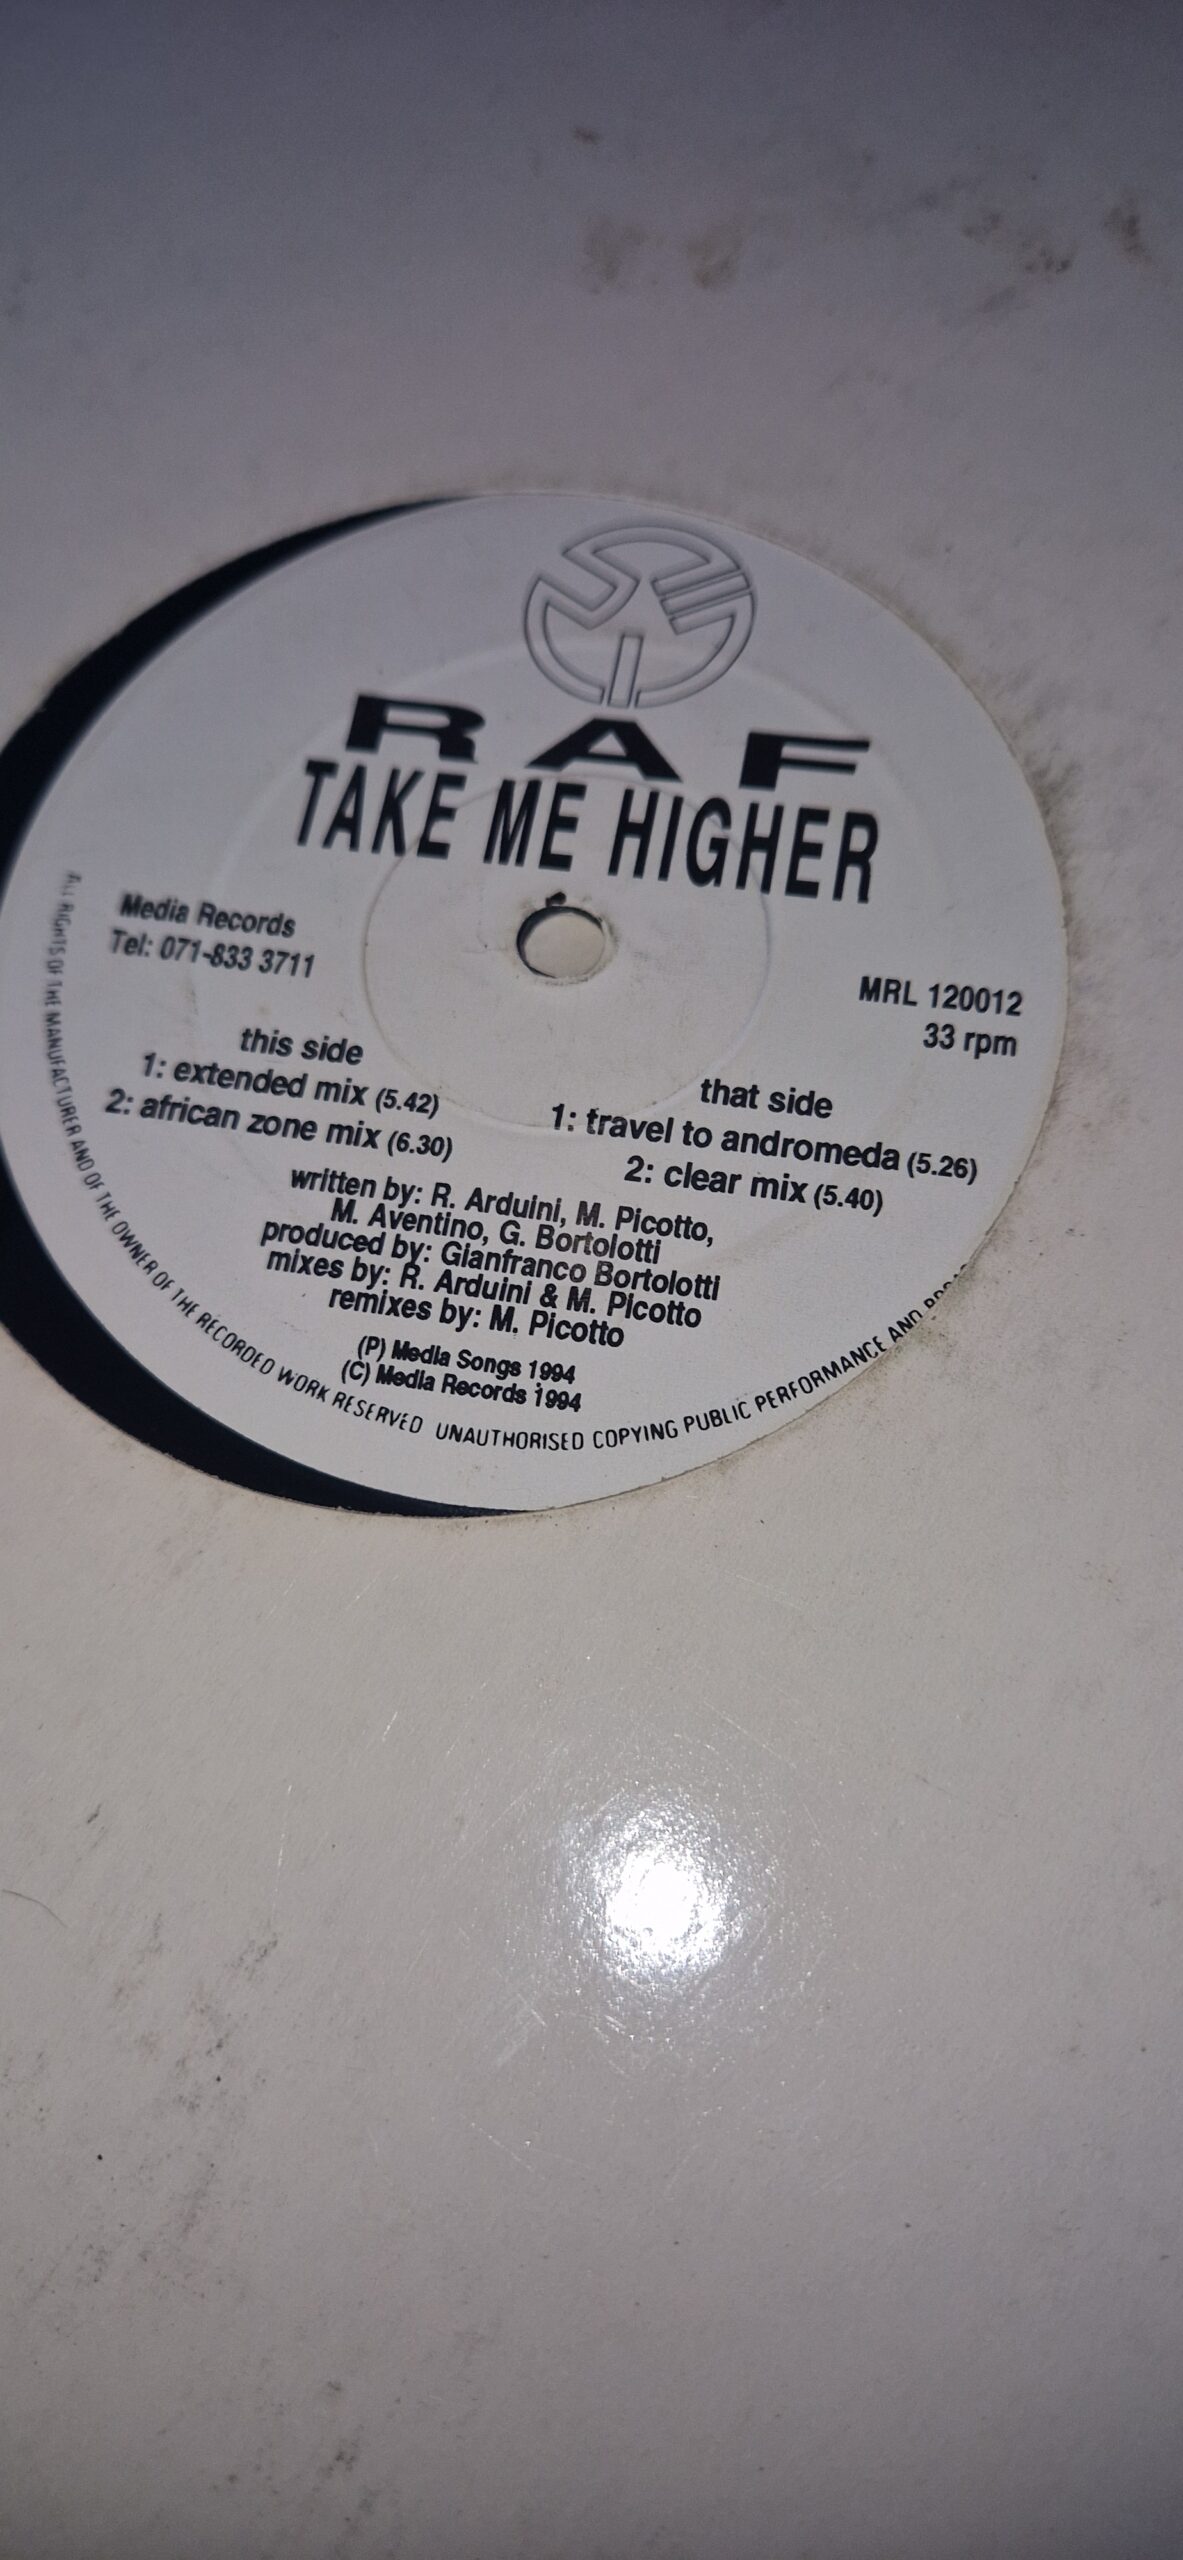 RAF
TAKE ME HIGHER
Media Records
Tel: 071-833 3711
MRL 120012
33 rpm
this side
1: extended mix (5.42)
2: african zone mix (6.30)
that side
1: travel to andromeda (5.26)
2: clear mix (5.40)
written by: R. Arduini, M. Picotto,
M. Aventino, G. Bortolotti
produced by: Gianfranco Bortolotti
mixes by: R. Arduini & M. Picotto
remixes by: M. Picotto
(P) Media Songs 1994
(C) Media Records 1994
ALL RIGHTS OF THE MANUFACTURER AND OF THE OWNER OF THE RECORDED WORK RESERVED UNAUTHORISED COPYING PUBLIC PERFORMANCE AND